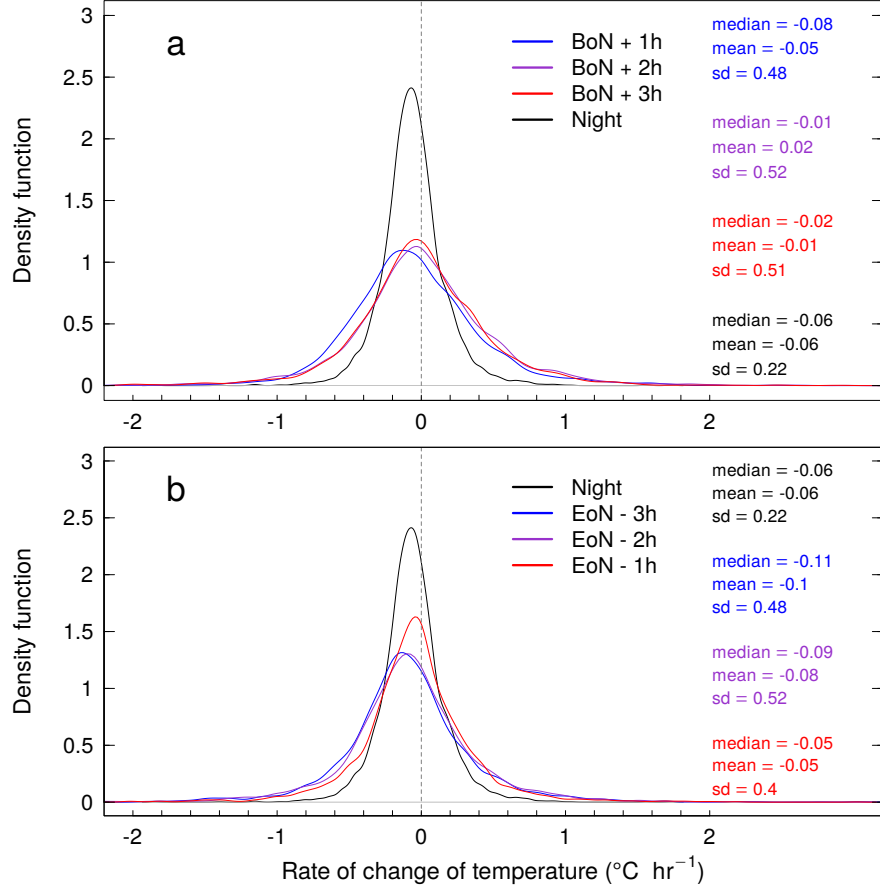 a
BoN + 1h
BoN + 2h
BoN + 3h
Night
median = -0.08
mean = -0.05
sd = 0.48
median = -0.01
mean = 0.02
sd = 0.52
median = -0.02
mean = -0.01
sd = 0.51
median = -0.06
mean = -0.06
sd = 0.22
Density function
3
2.5
2
1.5
1
0.5
0
-2
-1
0
1
2
b
Night
EoN - 3h
EoN - 2h
EoN - 1h
median = -0.06
mean = -0.06
sd = 0.22
median = -0.11
mean = -0.1
sd = 0.48
median = -0.09
mean = -0.08
sd = 0.52
median = -0.05
mean = -0.05
sd = 0.4
Density function
3
2.5
2
1.5
1
0.5
0
-2
-1
0
1
2
Rate of change of temperature (°C hr⁻¹)